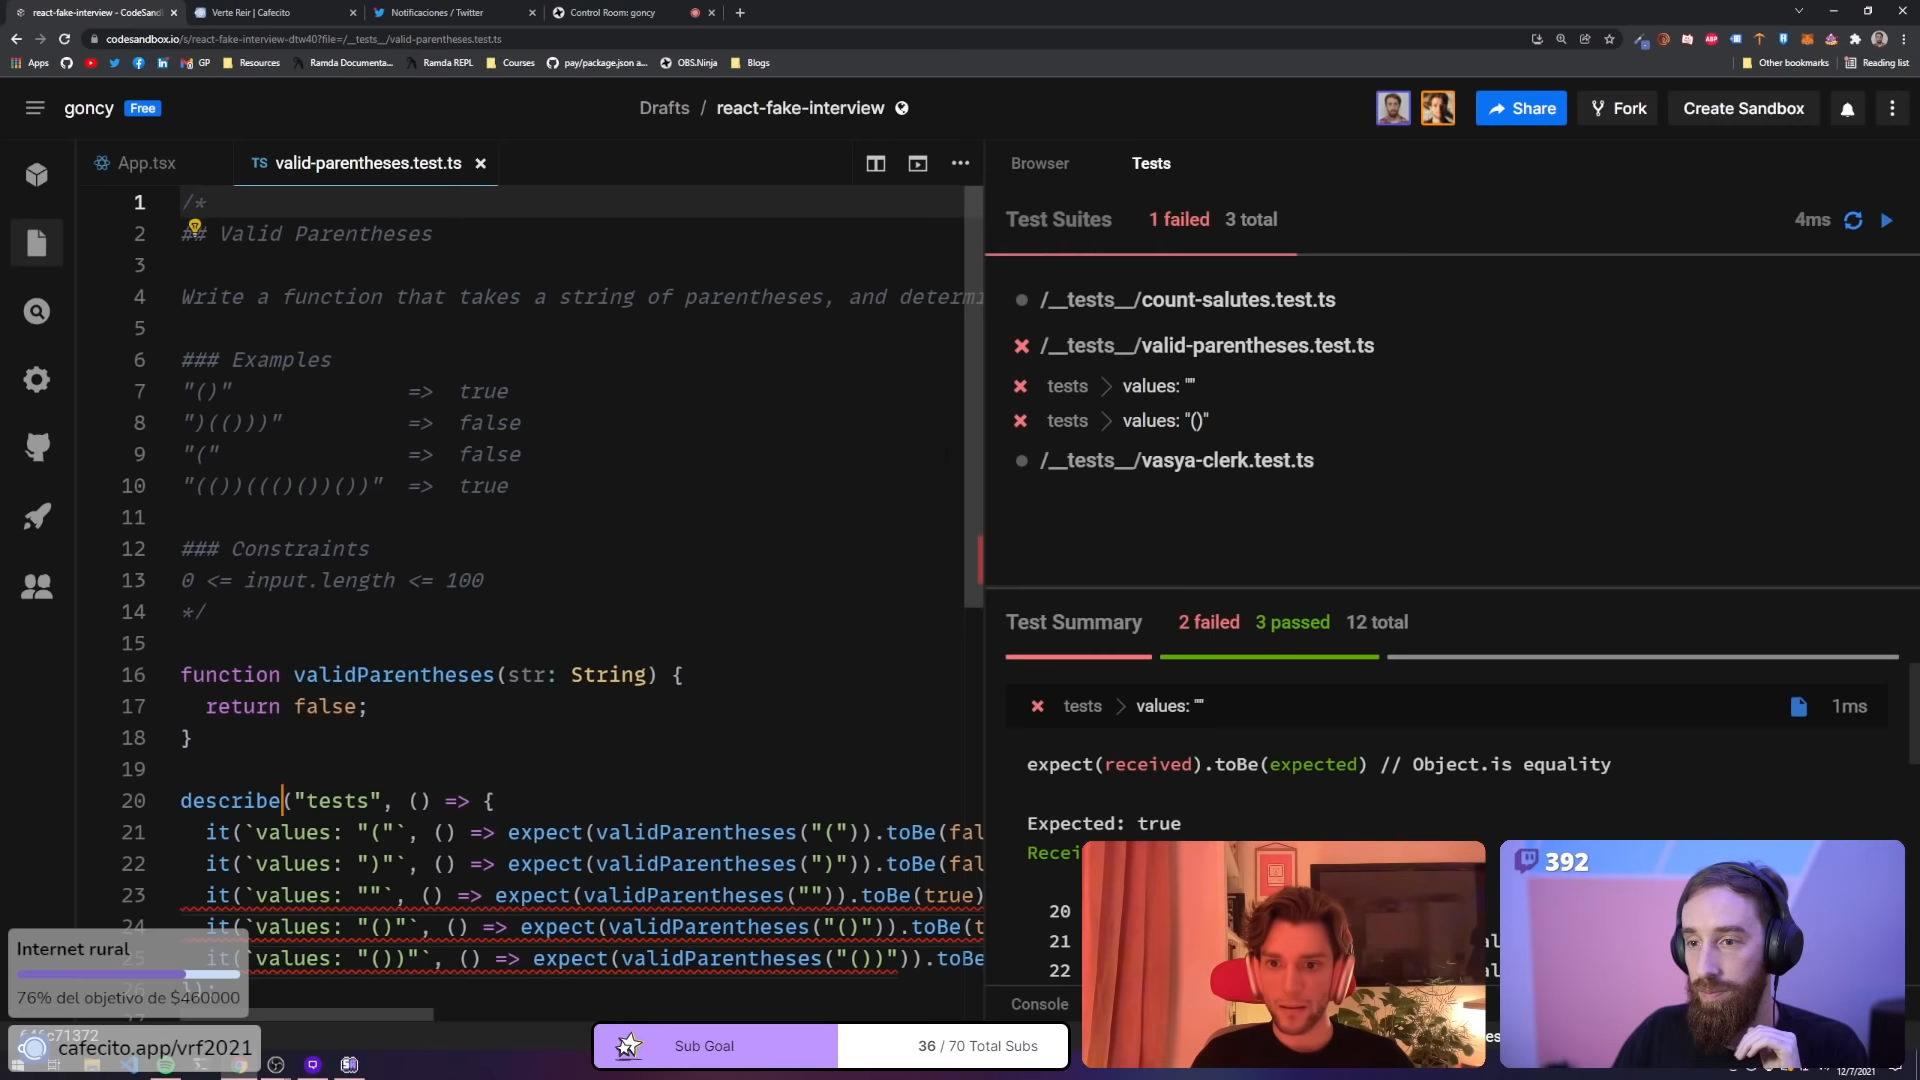 react-fake-interview - CodeSand
Verte Reir | Cafecito
Notificaciones / Twitter
Control Room: goncy
codesandbox.io/s/react-fake-interview-dtw40?file=/__tests__/valid-parentheses.test.ts
Apps
GP
Resources
Ramda Documenta...
Ramda REPL
Courses
pay/package.json a...
OBS.Ninja
Blogs
Other bookmarks
Reading list
goncy Free
Drafts / react-fake-interview
Share
Fork
Create Sandbox
App.tsx
TS valid-parentheses.test.ts
1 /*
2 ## Valid Parentheses
3
4 Write a function that takes a string of parentheses, and determi
5
6 ### Examples
7 "()" => true
8 ")(()))" => false
9 "(" => false
10 "(())((()())())" => true
11
12 ### Constraints
13 0 <= input.length <= 100
14 */
15
16 function validParentheses(str: String) {
17 return false;
18 }
19
20 describe("tests", () => {
21 it(`values: "("`, () => expect(validParentheses("(")).toBe(fal
22 it(`values: ")"`, () => expect(validParentheses(")")).toBe(fal
23 it(`values: ""`, () => expect(validParentheses("")).toBe(true)
24 it(`values: "()"`, () => expect(validParentheses("()")).toBe(t
it(`values: "())"`, () => expect(validParentheses("())")).toBe
Browser
Tests
Test Suites 1 failed 3 total
4ms
/__tests__/count-salutes.test.ts
/__tests__/valid-parentheses.test.ts
tests > values: ""
tests > values: "()"
/__tests__/vasya-clerk.test.ts
Test Summary 2 failed 3 passed 12 total
tests > values: ""
1ms
expect(received).toBe(expected) // Object.is equality
Expected: true
Recei
20
21
22
Console
Internet rural
76% del objetivo de $460000
cafecito.app/vrf2021
Sub Goal
36 / 70 Total Subs
392
12/7/2021